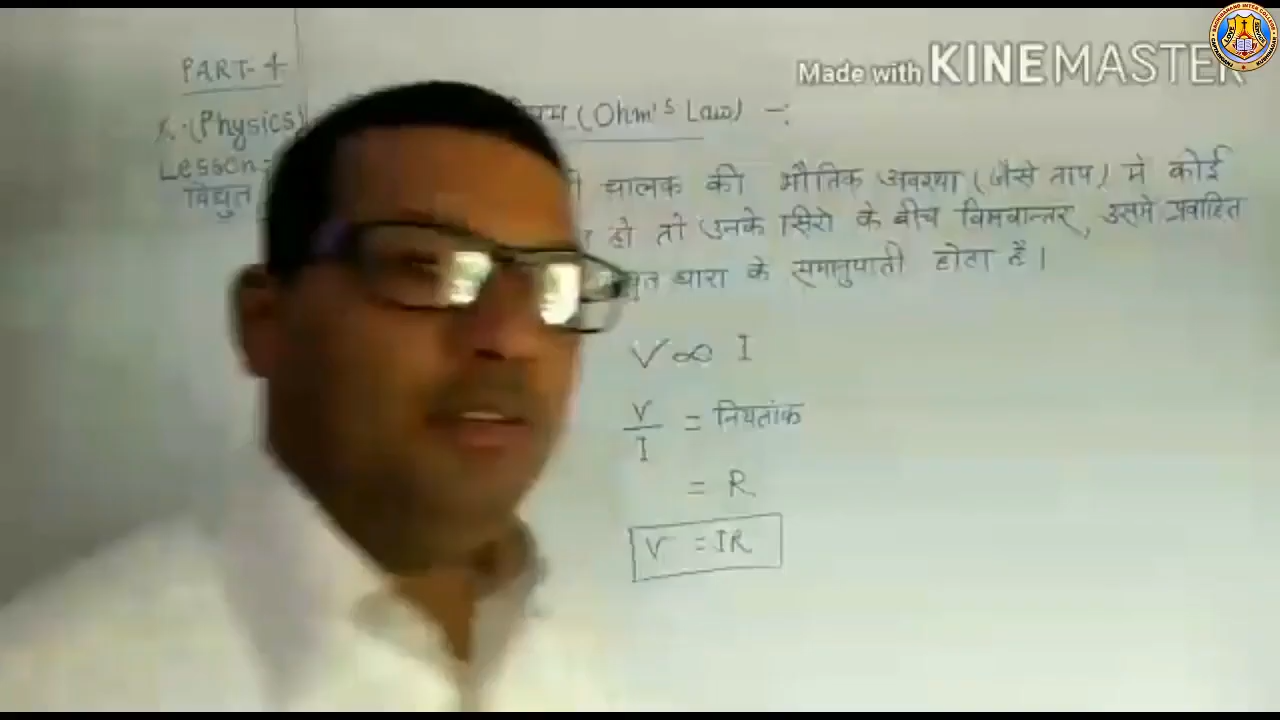 PART-4
Made with KINEMASTER
X.(Physics)
(Ohm's Law) -:
Lesson-
चालक की भौतिक अवस्था (जैसे ताप) मे कोई
विद्युत
हो तो उनके सिरो के बीच विभवान्तर, उसमे प्रवाहित
धारा के समानुपाती होता है।
V ∝ I
V/I = नियतांक
= R
V = IR